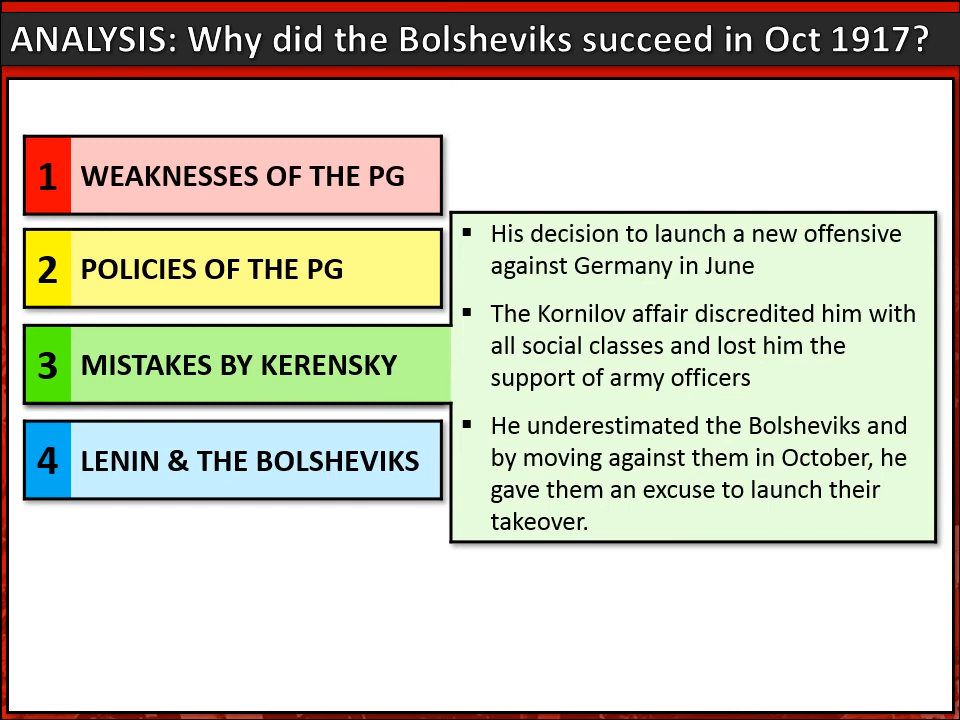 ANALYSIS: Why did the Bolsheviks succeed in Oct 1917?
1 WEAKNESSES OF THE PG
2 POLICIES OF THE PG
3 MISTAKES BY KERENSKY
4 LENIN & THE BOLSHEVIKS
▪ His decision to launch a new offensive
against Germany in June
▪ The Kornilov affair discredited him with
all social classes and lost him the
support of army officers
▪ He underestimated the Bolsheviks and
by moving against them in October, he
gave them an excuse to launch their
takeover.